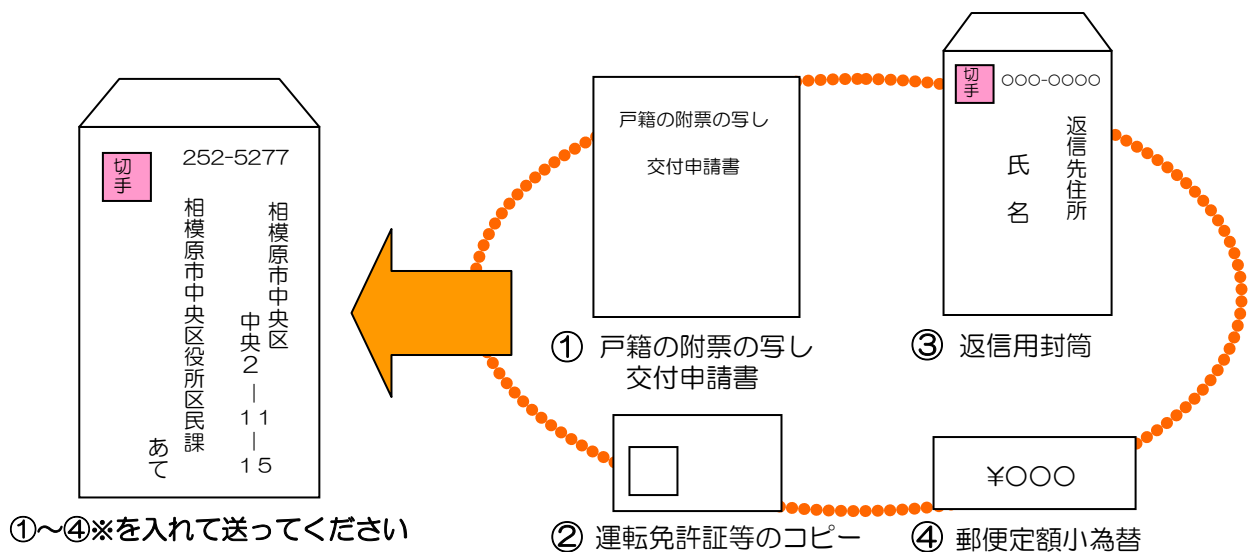 切手
252-5277
相模原市中央区
中央2―11―15
相模原市中央区役所区民課
あて
①～④※を入れて送ってください
戸籍の附票の写し
交付申請書
① 戸籍の附票の写し
交付申請書
② 運転免許証等のコピー
切手
○○○-○○○○
返信先住所
氏名
③ 返信用封筒
¥○○○
④ 郵便定額小為替